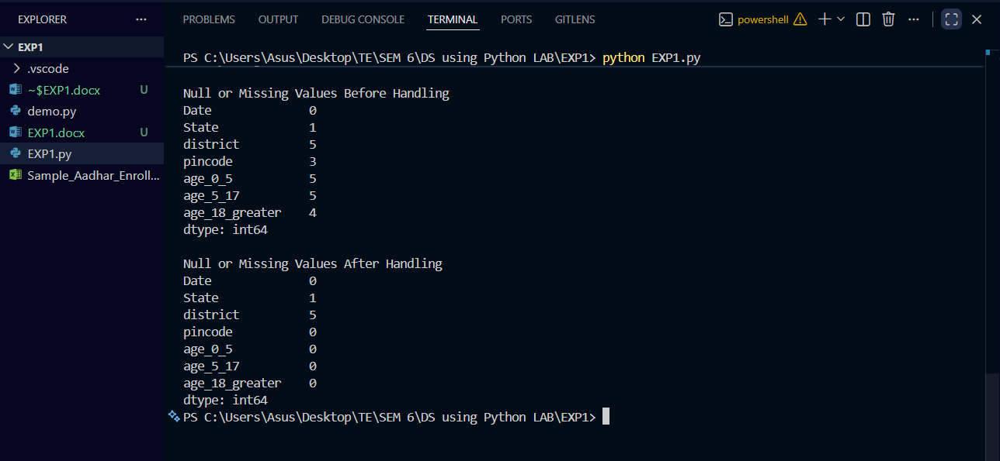 EXPLORER
EXP1
.vscode
~$EXP1.docx U
demo.py
EXP1.docx U
EXP1.py
Sample_Aadhar_Enroll...
PROBLEMS OUTPUT DEBUG CONSOLE TERMINAL PORTS GITLENS
powershell
PS C:\Users\Asus\Desktop\TE\SEM 6\DS using Python LAB\EXP1> python EXP1.py
Null or Missing Values Before Handling
Date 0
State 1
district 5
pincode 3
age_0_5 5
age_5_17 5
age_18_greater 4
dtype: int64
Null or Missing Values After Handling
Date 0
State 1
district 5
pincode 0
age_0_5 0
age_5_17 0
age_18_greater 0
dtype: int64
PS C:\Users\Asus\Desktop\TE\SEM 6\DS using Python LAB\EXP1>